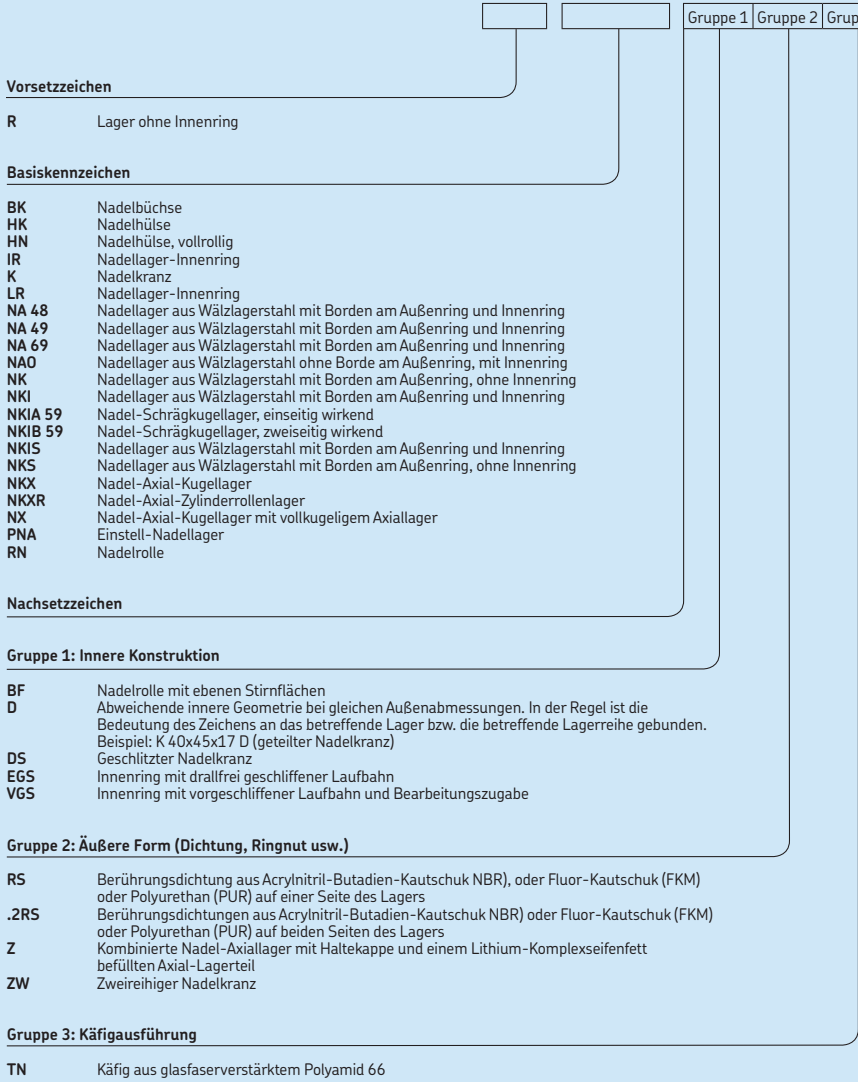 Gruppe 1 Gruppe 2 Grup
Vorsetzzeichen
R Lager ohne Innenring
Basiskennzeichen
BK Nadelbüchse
HK Nadelhülse
HN Nadelhülse, vollrollig
IR Nadellager-Innenring
K Nadelkranz
LR Nadellager-Innenring
NA 48 Nadellager aus Wälzlagerstahl mit Borden am Außenring und Innenring
NA 49 Nadellager aus Wälzlagerstahl mit Borden am Außenring und Innenring
NA 69 Nadellager aus Wälzlagerstahl mit Borden am Außenring und Innenring
NAO Nadellager aus Wälzlagerstahl ohne Borde am Außenring, mit Innenring
NK Nadellager aus Wälzlagerstahl mit Borden am Außenring, ohne Innenring
NKI Nadellager aus Wälzlagerstahl mit Borden am Außenring und Innenring
NKIA 59 Nadel-Schrägkugellager, einseitig wirkend
NKIB 59 Nadel-Schrägkugellager, zweiseitig wirkend
NKIS Nadellager aus Wälzlagerstahl mit Borden am Außenring und Innenring
NKS Nadellager aus Wälzlagerstahl mit Borden am Außenring, ohne Innenring
NKX Nadel-Axial-Kugellager
NKXR Nadel-Axial-Zylinderrollenlager
NX Nadel-Axial-Kugellager mit vollkugeligem Axiallager
PNA Einstell-Nadellager
RN Nadelrolle
Nachsetzzeichen
Gruppe 1: Innere Konstruktion
BF Nadelrolle mit ebenen Stirnflächen
D Abweichende innere Geometrie bei gleichen Außenabmessungen. In der Regel ist die
Bedeutung des Zeichens an das betreffende Lager bzw. die betreffende Lagerreihe gebunden.
Beispiel: K 40x45x17 D (geteilter Nadelkranz)
DS Geschlitzter Nadelkranz
EGS Innenring mit drallfrei geschliffener Laufbahn
VGS Innenring mit vorgeschliffener Laufbahn und Bearbeitungszugabe
Gruppe 2: Äußere Form (Dichtung, Ringnut usw.)
RS Berührungsdichtung aus Acrylnitril-Butadien-Kautschuk NBR), oder Fluor-Kautschuk (FKM)
oder Polyurethan (PUR) auf einer Seite des Lagers
.2RS Berührungsdichtungen aus Acrylnitril-Butadien-Kautschuk NBR) oder Fluor-Kautschuk (FKM)
oder Polyurethan (PUR) auf beiden Seiten des Lagers
Z Kombinierte Nadel-Axiallager mit Haltekappe und einem Lithium-Komplexseifenfett
befüllten Axial-Lagerteil
ZW Zweireihiger Nadelkranz
Gruppe 3: Käfigausführung
TN Käfig aus glasfaserverstärktem Polyamid 66